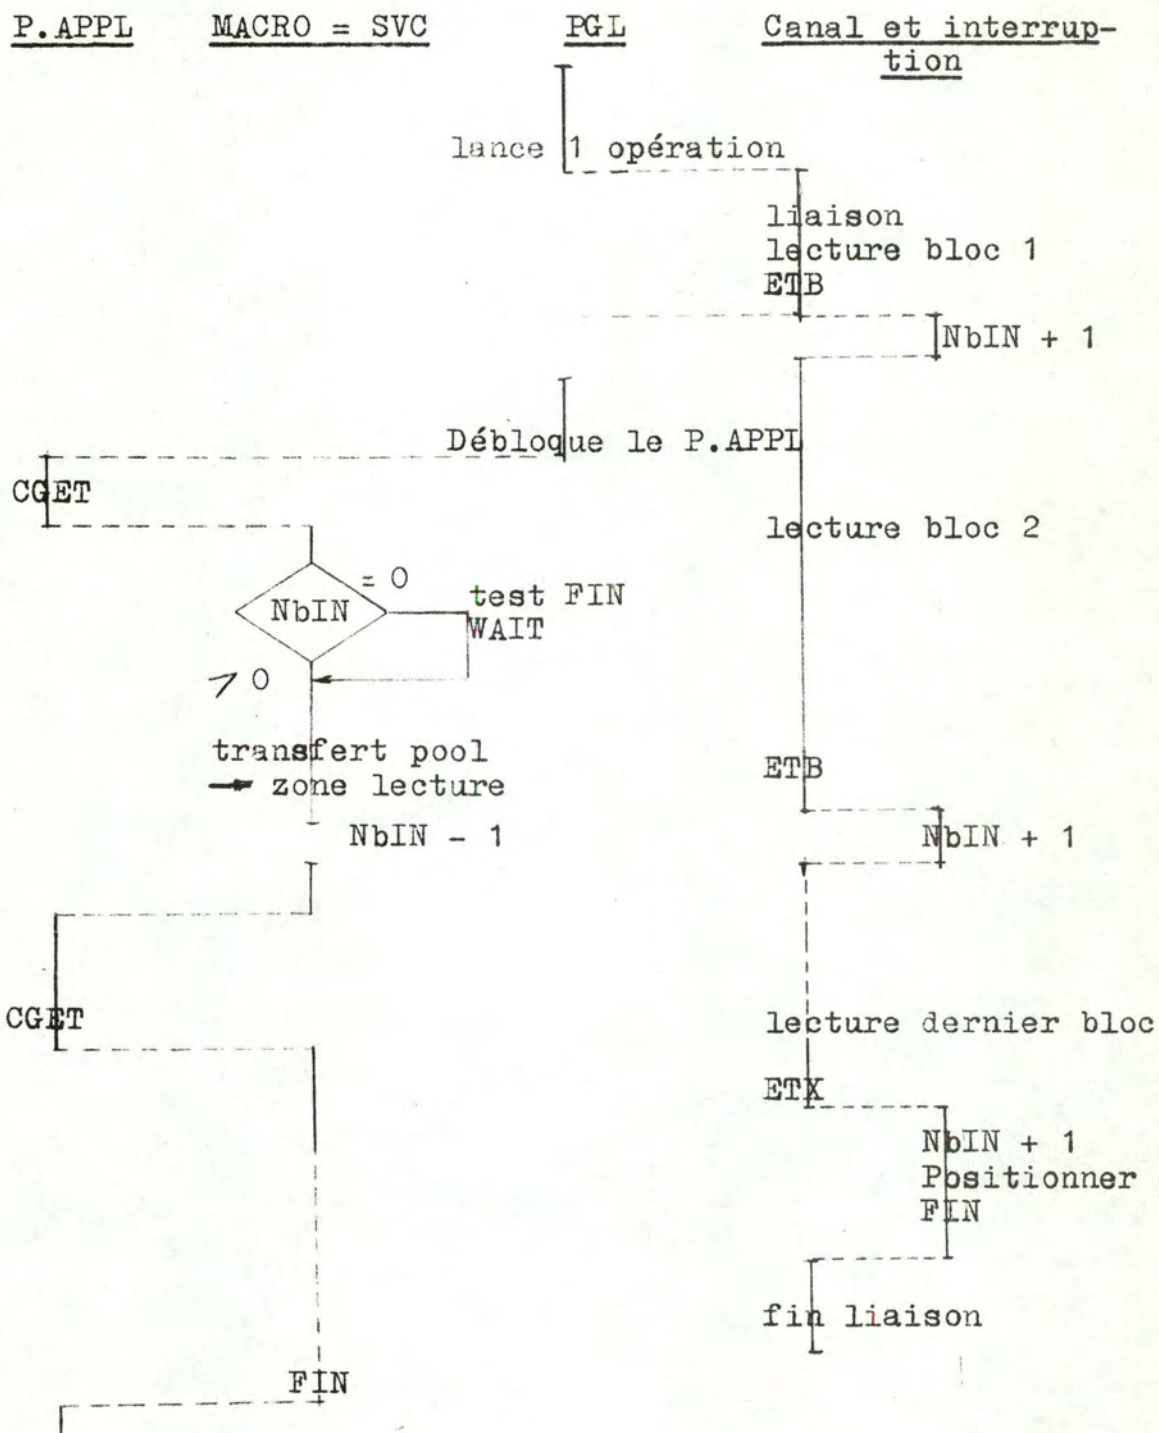 P.APPL MACRO = SVC PGL Canal et interrup-
tion
lance 1 opération
liaison
lecture bloc 1
ETB
NbIN + 1
Débloque le P.APPL
CGET
lecture bloc 2
= 0
NbIN
test FIN
WAIT
> 0
transfert pool
→ zone lecture
ETB
NbIN - 1
NbIN + 1
CGET
lecture dernier bloc
ETX
NbIN + 1
Positionner
FIN
fin liaison
FIN